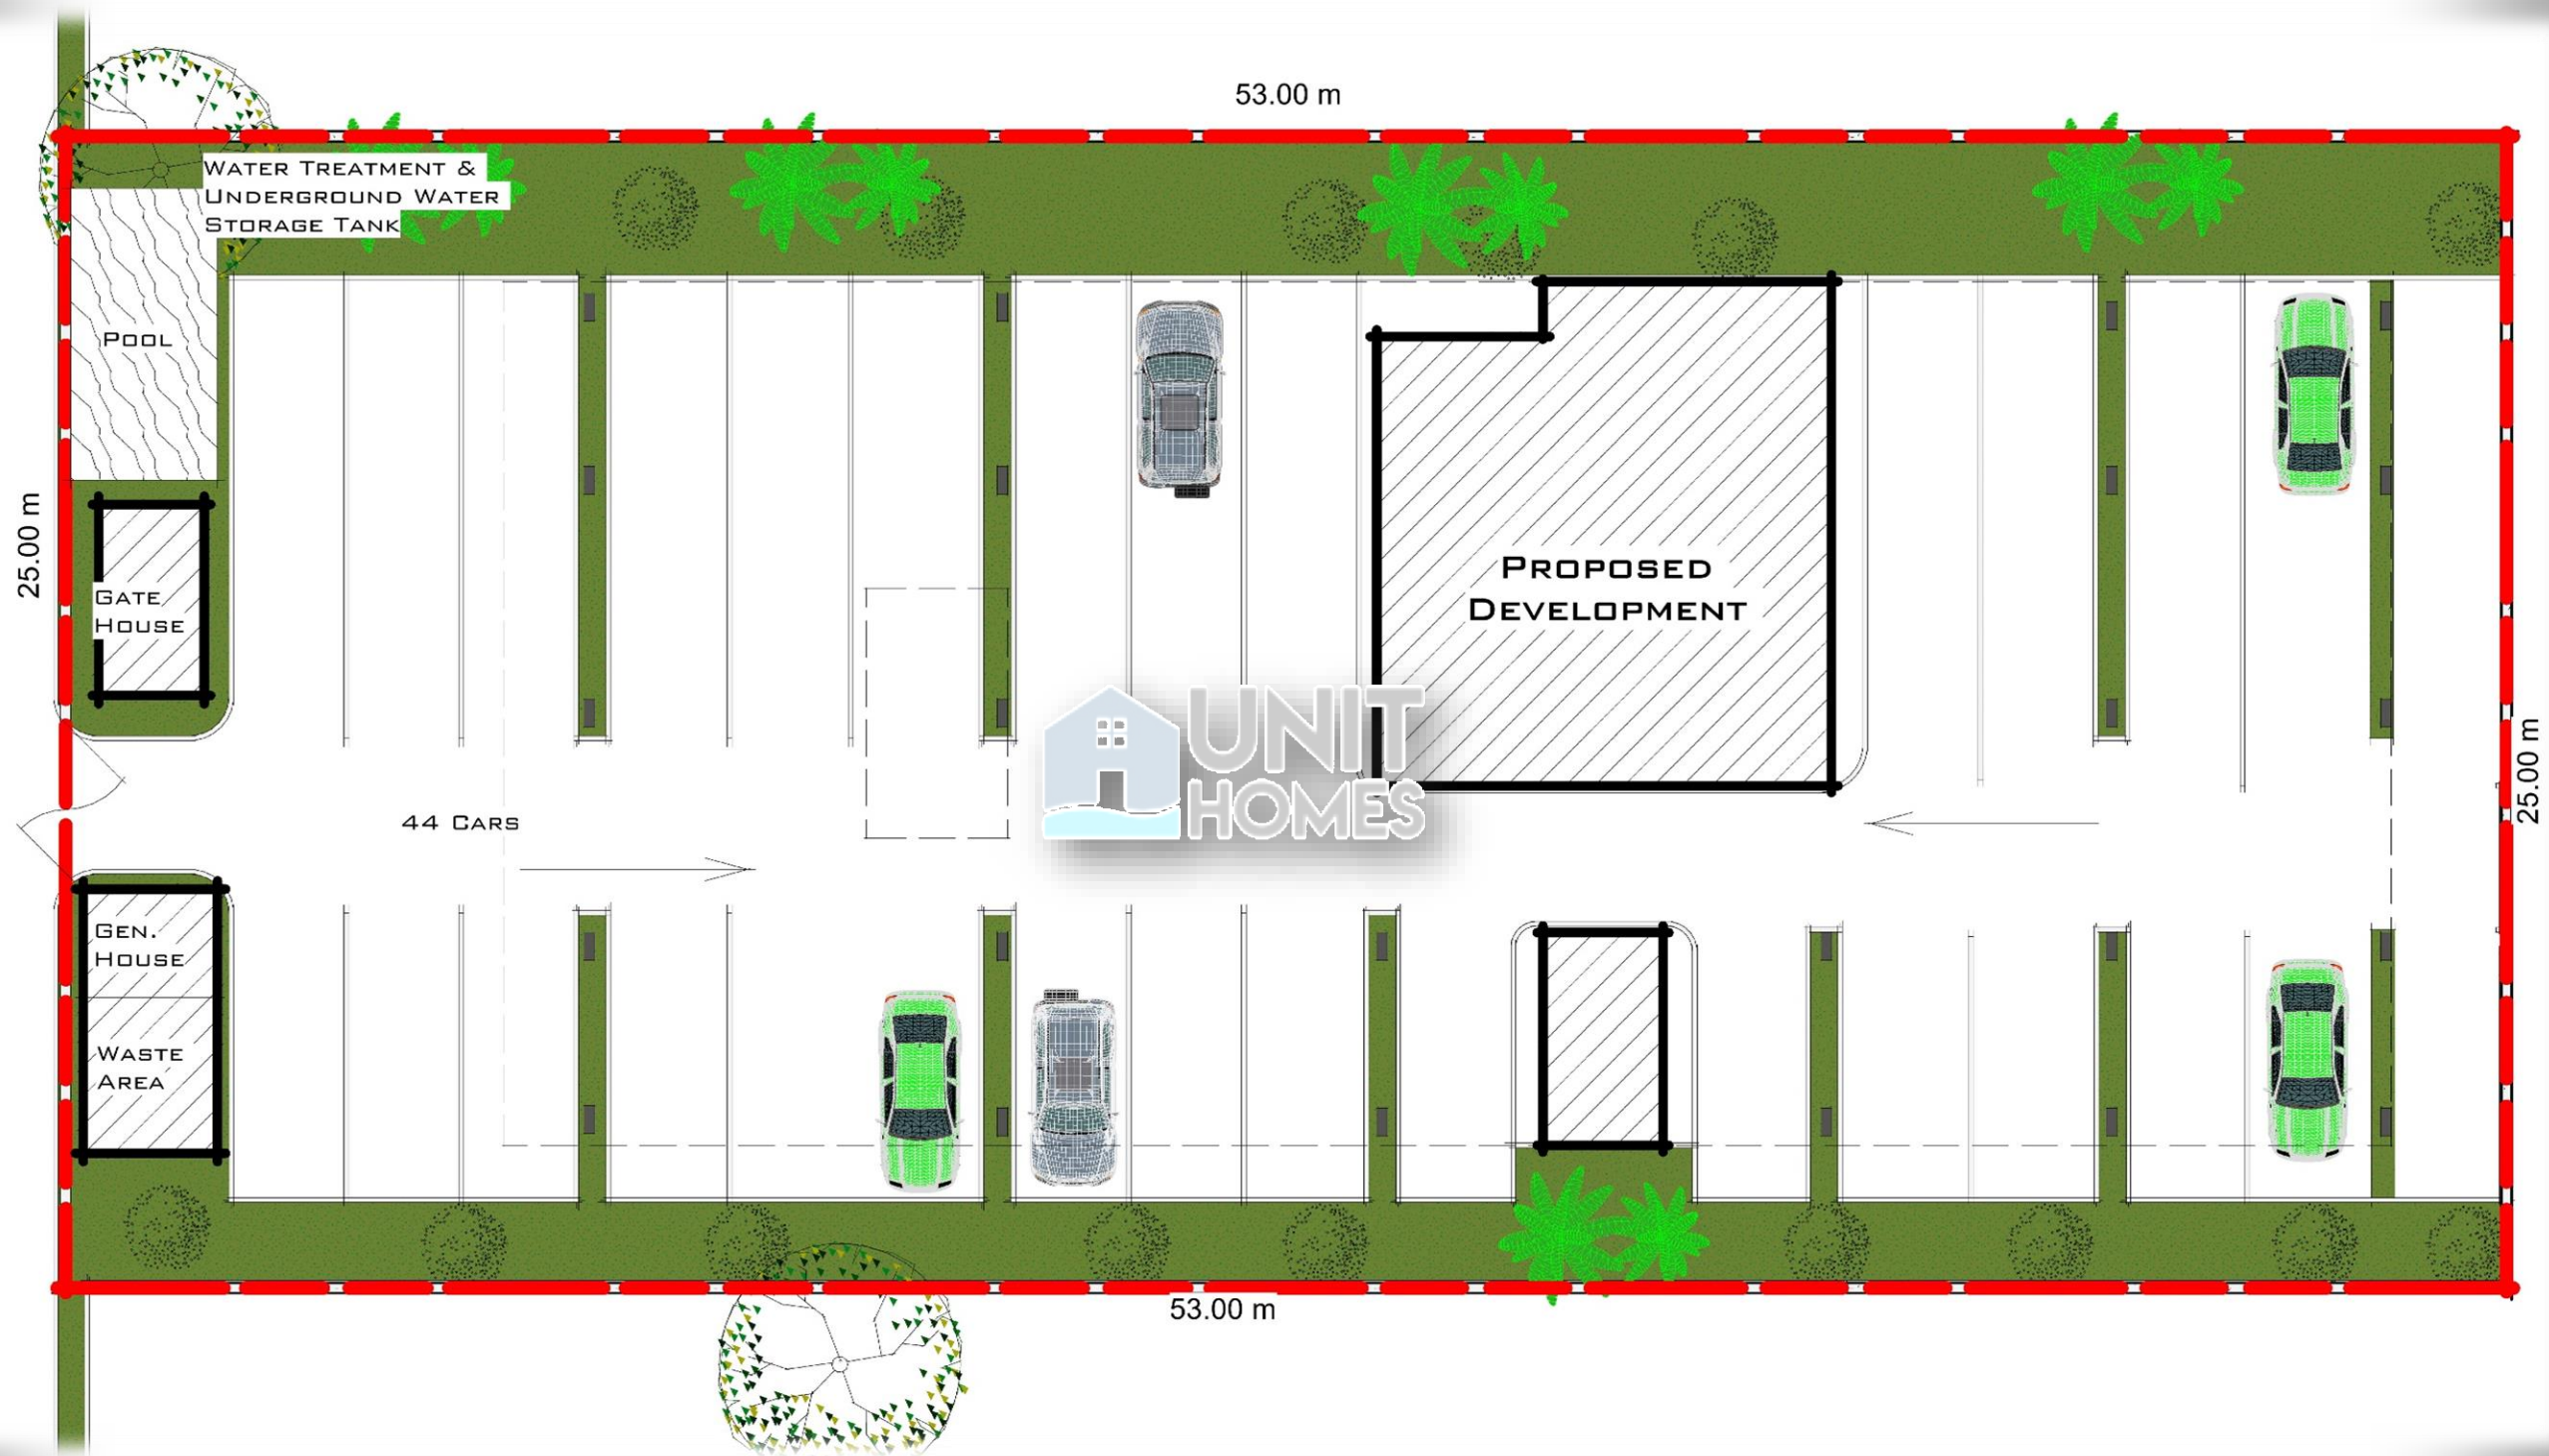 53.00 m
WATER TREATMENT &
UNDERGROUND WATER
STORAGE TANK
POOL
25.00 m
GATE
HOUSE
PROPOSED
DEVELOPMENT
UNIT
HOMES
25.00 m
44 CARS
GEN.
HOUSE
WASTE
AREA
53.00 m